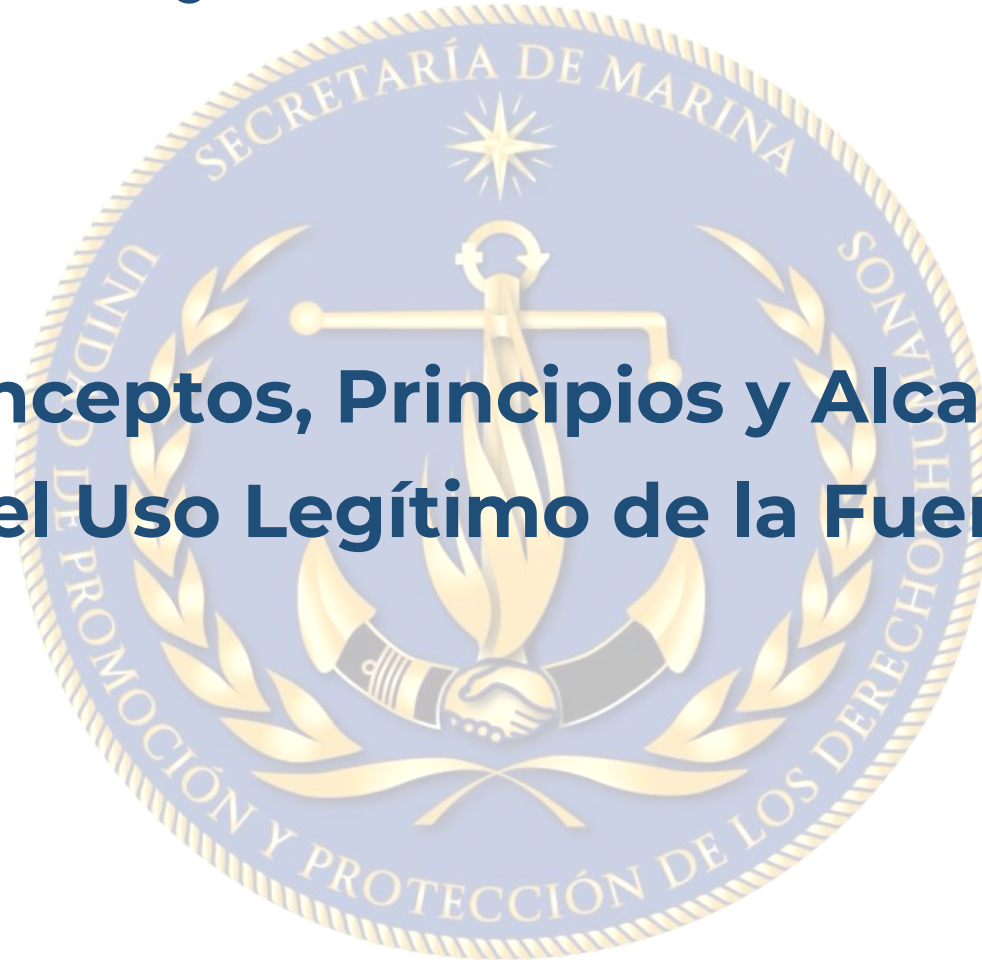 SECRETARÍA DE MARINA
nceptos, Principios y Alca
el Uso Legítimo de la Fuer
UNIDAD DE PROMOCIÓN Y PROTECCIÓN DE LOS DERECHOS HUMANOS